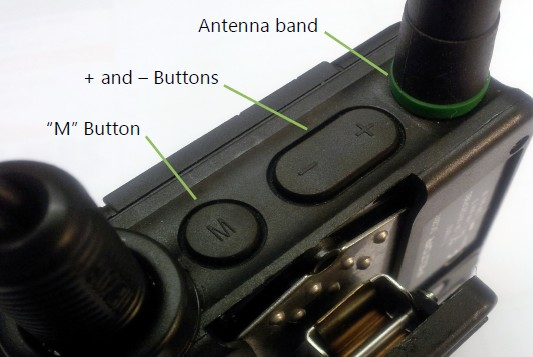 Antenna band
+ and – Buttons
“M” Button
+
–
M